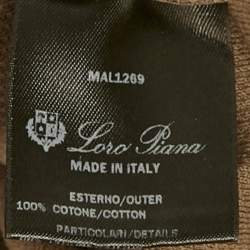 MAL1269
Loro Piana
MADE IN ITALY
ESTERNO/OUTER
100% COTONE/COTTON
PARTICOLARI/DETAILS